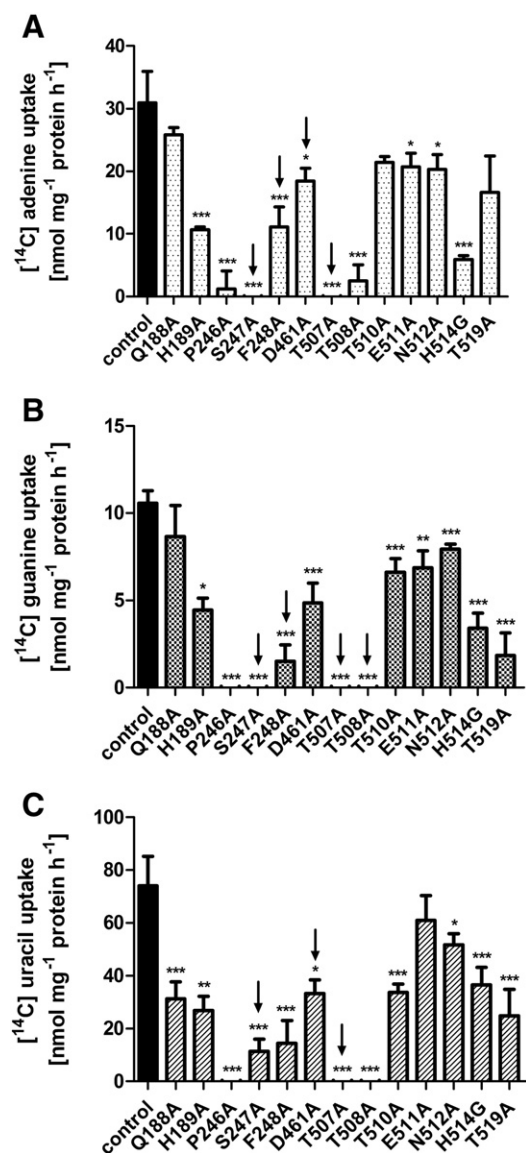 A
[¹⁴C] adenine uptake
[nmol mg⁻¹ protein h⁻¹]
40
30
20
10
0
***
***
***
***
*
***
***
*
*
***
control
Q188A
H189A
P246A
S247A
F248A
D461A
T507A
T508A
T510A
E511A
N512A
H514G
T519A
B
[¹⁴C] guanine uptake
[nmol mg⁻¹ protein h⁻¹]
15
10
5
0
*
***
***
***
***
***
***
***
**
***
***
***
control
Q188A
H189A
P246A
S247A
F248A
D461A
T507A
T508A
T510A
E511A
N512A
H514G
T519A
C
[¹⁴C] uracil uptake
[nmol mg⁻¹ protein h⁻¹]
100
80
60
40
20
0
***
**
***
***
***
*
***
***
***
*
***
***
control
Q188A
H189A
P246A
S247A
F248A
D461A
T507A
T508A
T510A
E511A
N512A
H514G
T519A